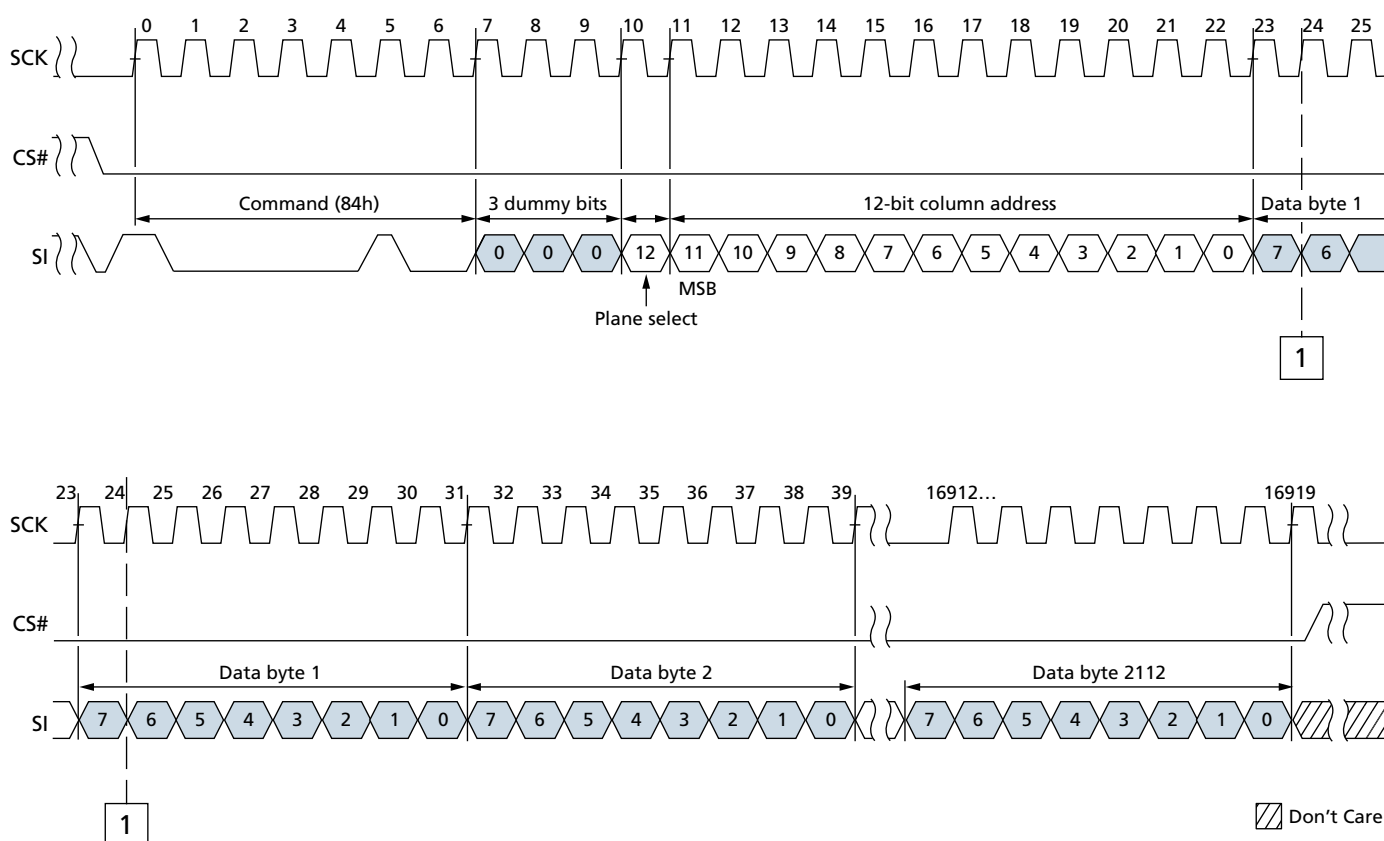 0 1 2 3 4 5 6 7 8 9 10 11 12 13 14 15 16 17 18 19 20 21 22 23 24 25
SCK
CS#
Command (84h) 3 dummy bits 12-bit column address Data byte 1
SI 0 0 0 12 11 10 9 8 7 6 5 4 3 2 1 0 7 6
MSB
Plane select
1
23 24 25 26 27 28 29 30 31 32 33 34 35 36 37 38 39 16912... 16919
SCK
CS#
Data byte 1 Data byte 2 Data byte 2112
SI 7 6 5 4 3 2 1 0 7 6 5 4 3 2 1 0 7 6 5 4 3 2 1 0
1
Don't Care